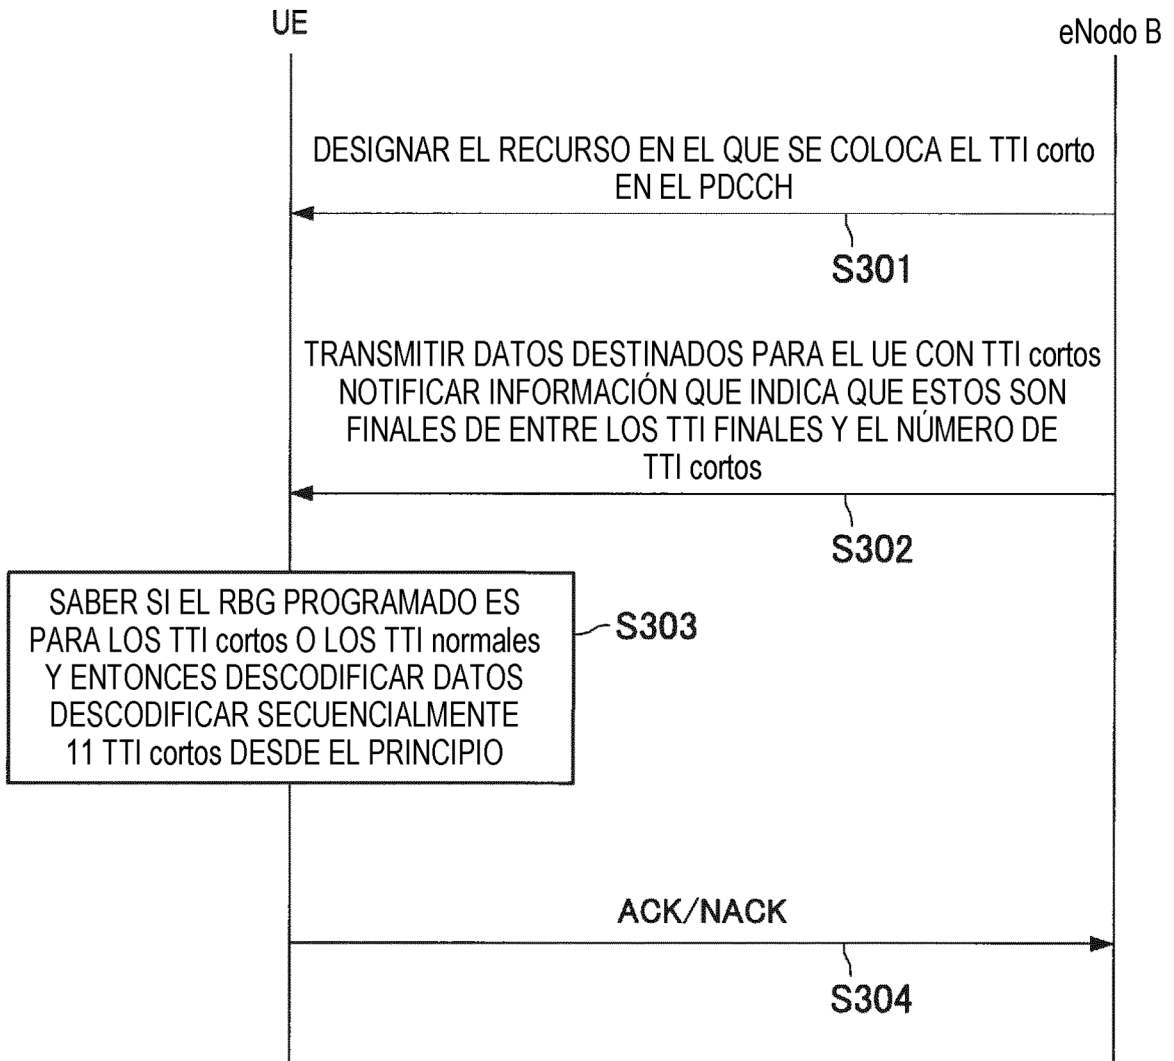 UE
eNodo B
DESIGNAR EL RECURSO EN EL QUE SE COLOCA EL TTI corto
EN EL PDCCH
S301
TRANSMITIR DATOS DESTINADOS PARA EL UE CON TTI cortos
NOTIFICAR INFORMACIÓN QUE INDICA QUE ESTOS SON
FINALES DE ENTRE LOS TTI FINALES Y EL NÚMERO DE
TTI cortos
S302
SABER SI EL RBG PROGRAMADO ES
PARA LOS TTI cortos O LOS TTI normales
Y ENTONCES DESCODIFICAR DATOS
DESCODIFICAR SECUENCIALMENTE
11 TTI cortos DESDE EL PRINCIPIO
S303
ACK/NACK
S304